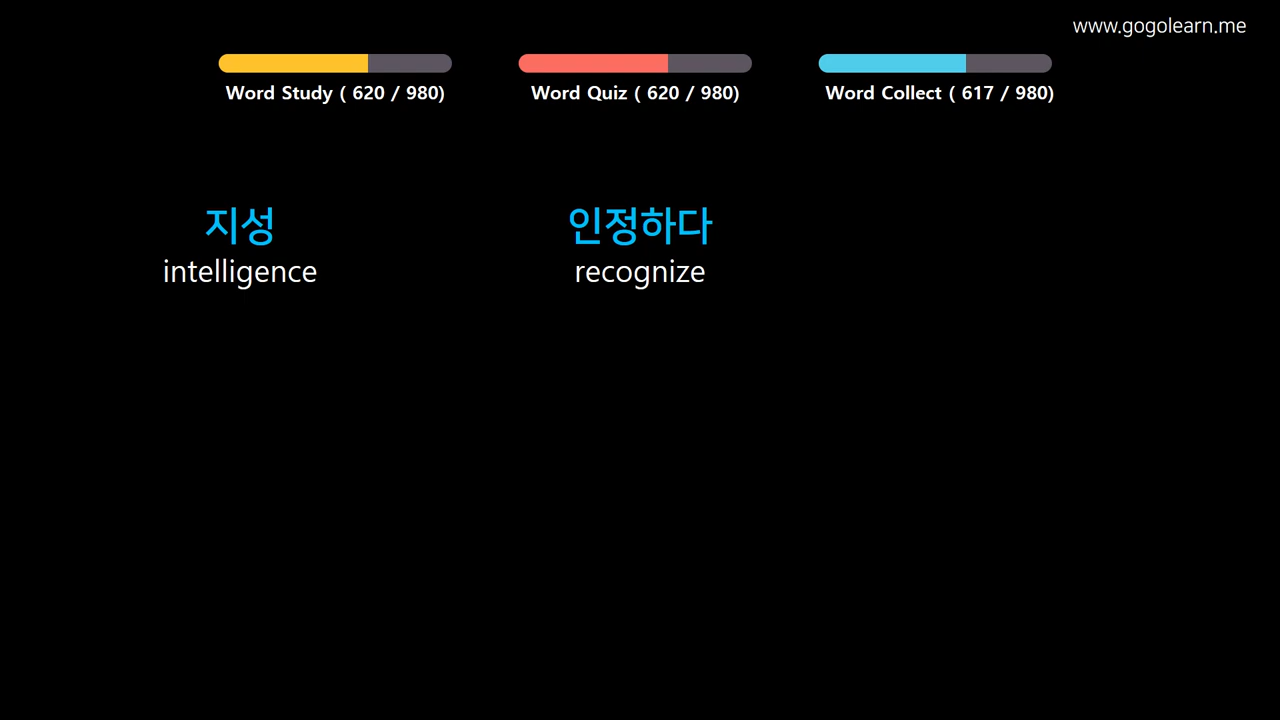 www.gogolearn.me
Word Study ( 620 / 980)
Word Quiz ( 620 / 980)
Word Collect ( 617 / 980)
지성
intelligence
인정하다
recognize